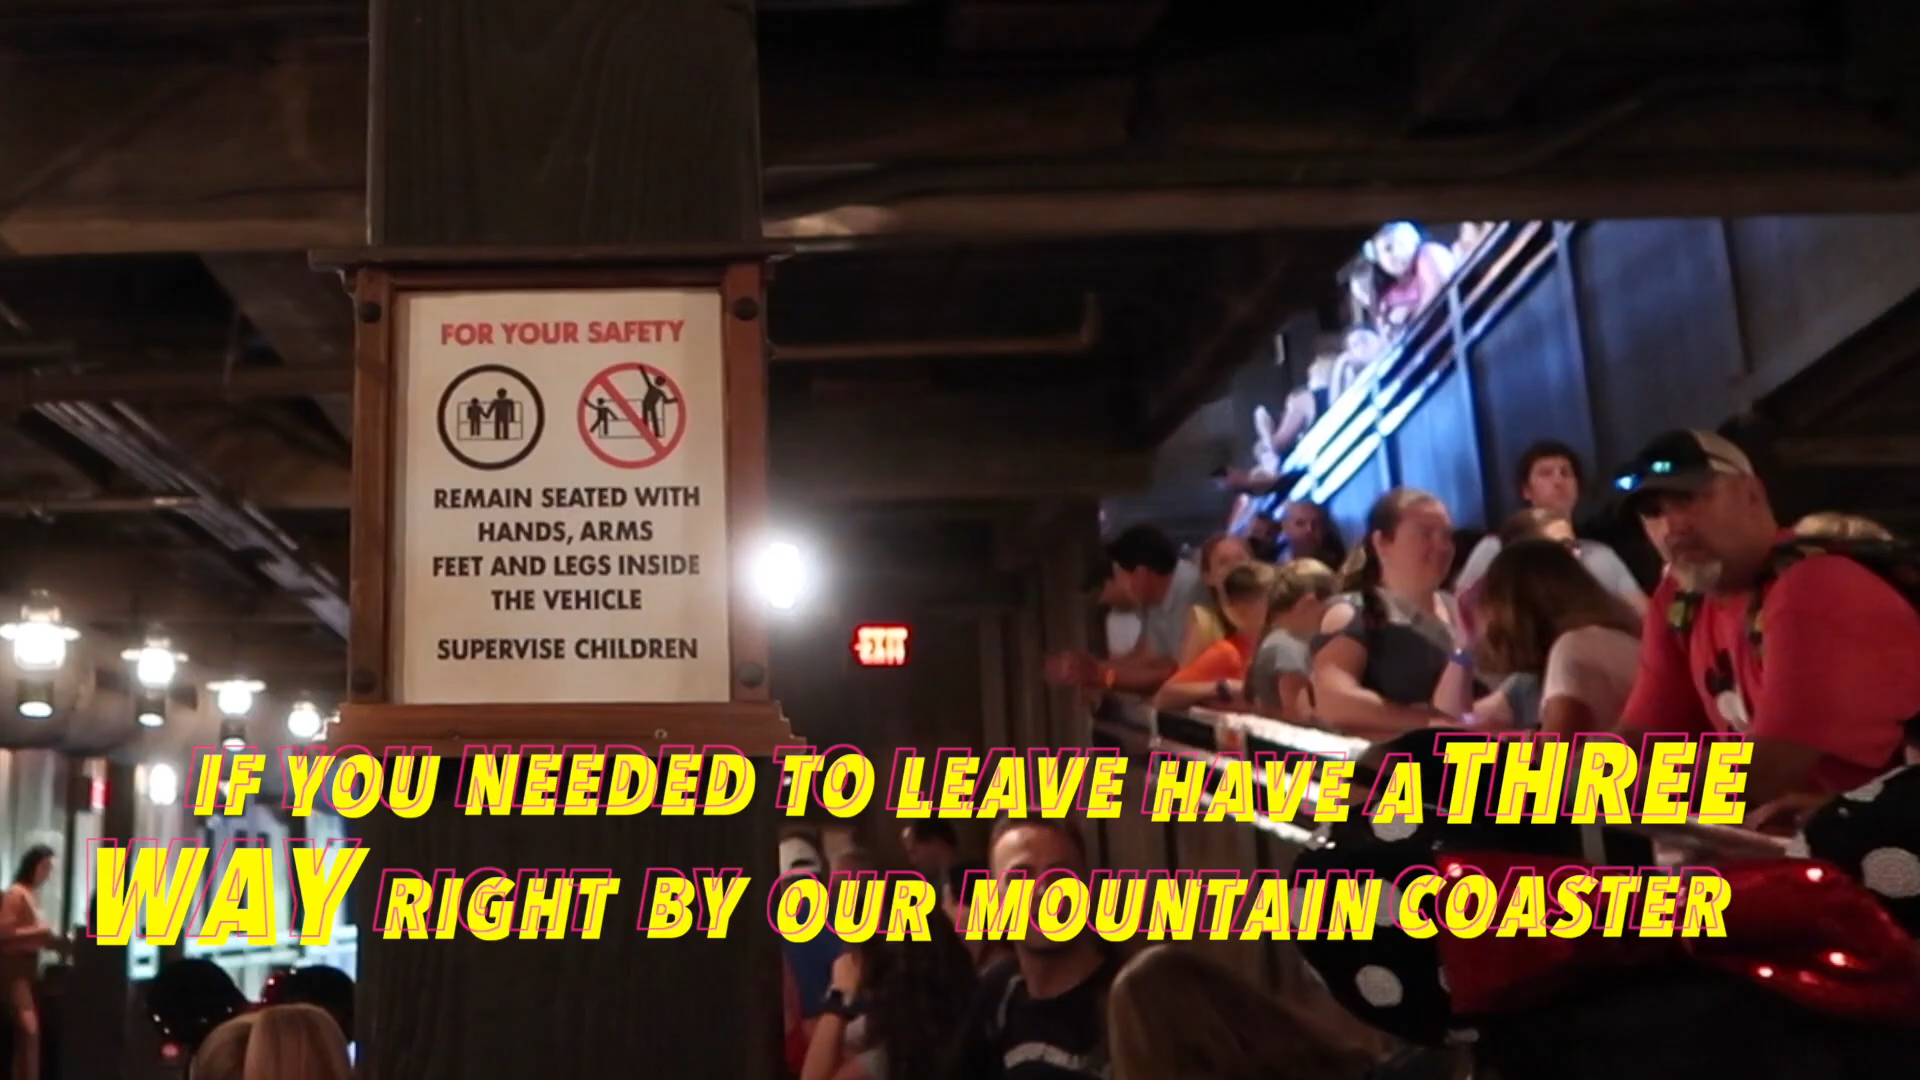 FOR YOUR SAFETY
REMAIN SEATED WITH
HANDS, ARMS
FEET AND LEGS INSIDE
THE VEHICLE
SUPERVISE CHILDREN
EXIT
IF YOU NEEDED TO LEAVE HAVE A THREE
WAY RIGHT BY OUR MOUNTAIN COASTER